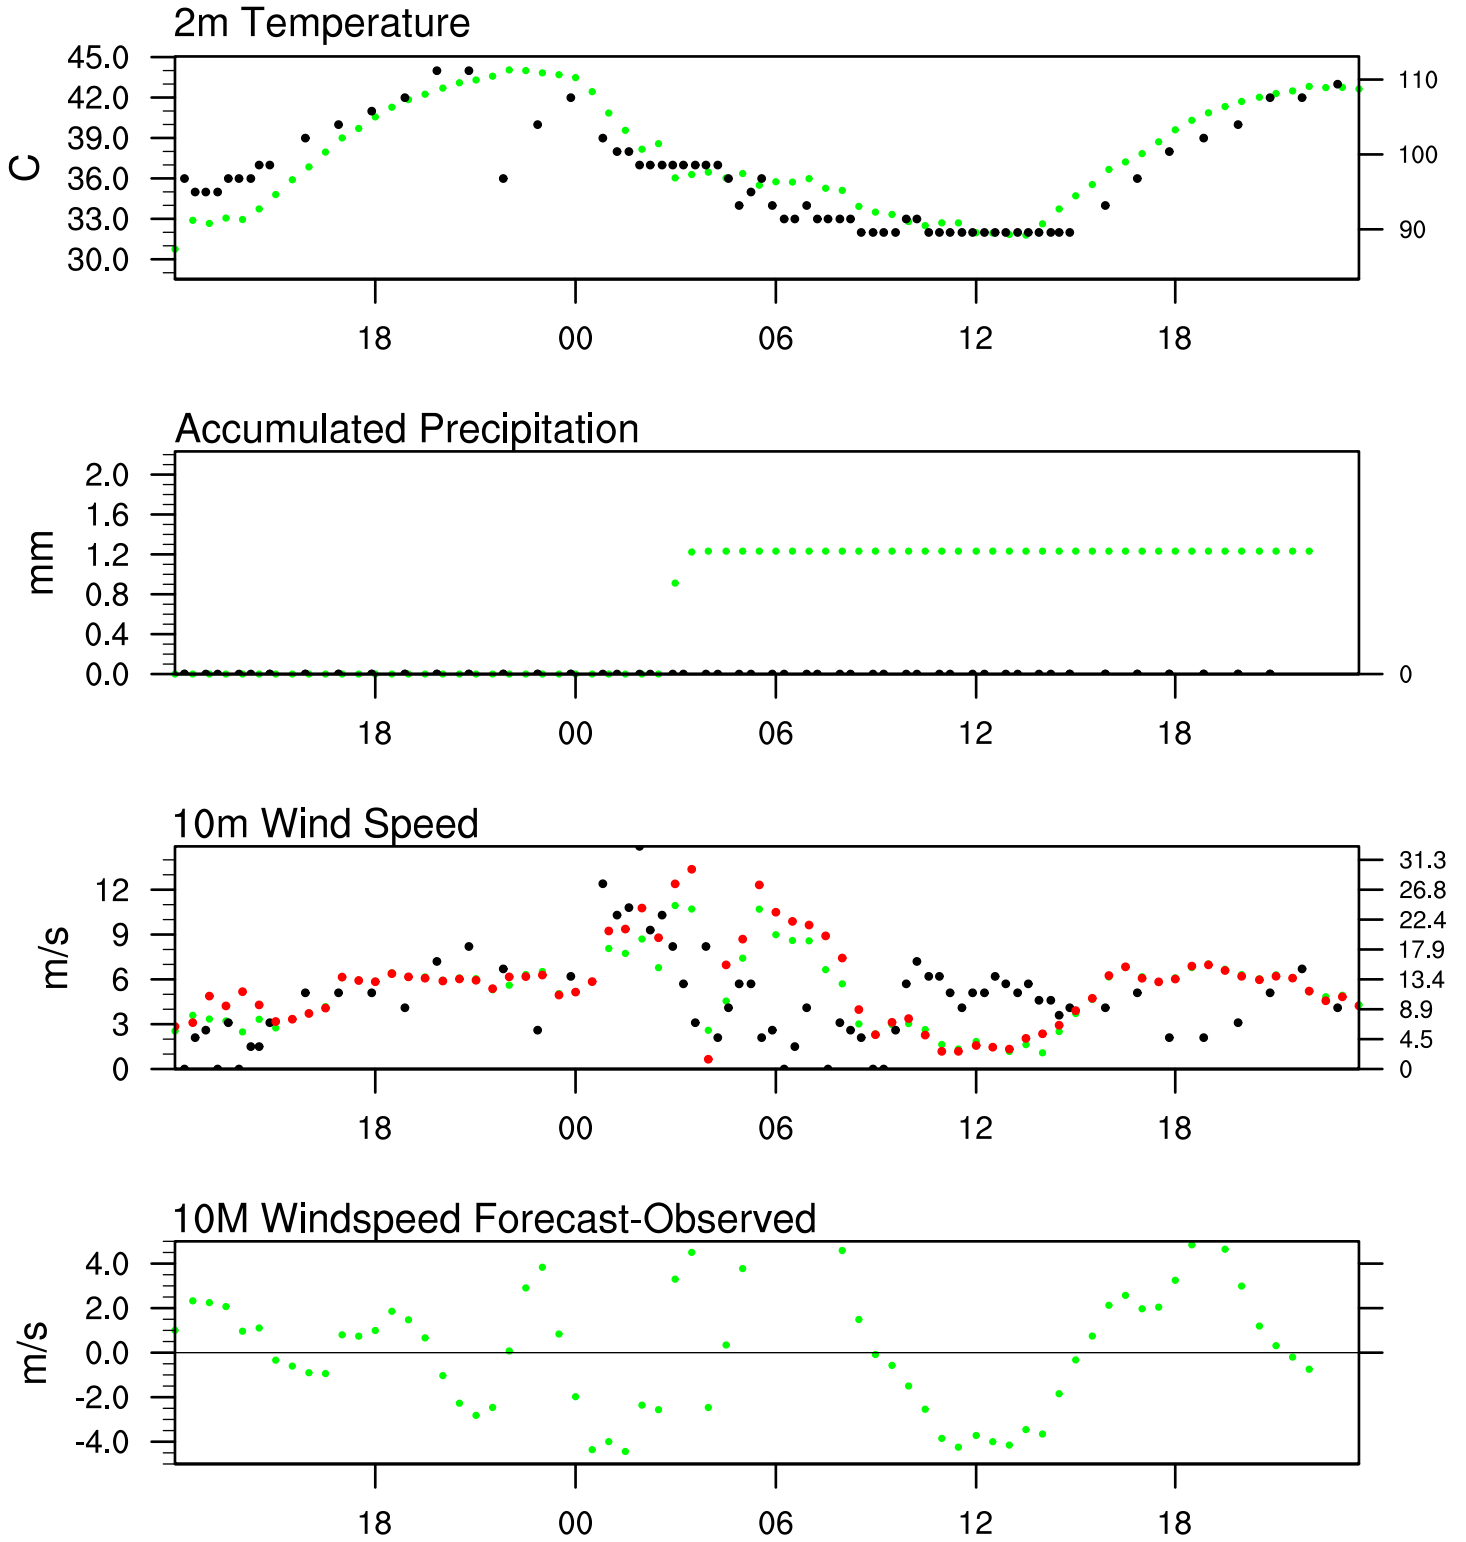 2m Temperature
45.0
42.0
39.0
36.0
33.0
30.0
C
110
100
90
18 00 06 12 18
Accumulated Precipitation
2.0
1.6
1.2
0.8
0.4
0.0
mm
0
18 00 06 12 18
10m Wind Speed
12
9
6
3
0
m/s
31.3
26.8
22.4
17.9
13.4
8.9
4.5
0
18 00 06 12 18
10M Windspeed Forecast-Observed
4.0
2.0
0.0
-2.0
-4.0
m/s
18 00 06 12 18